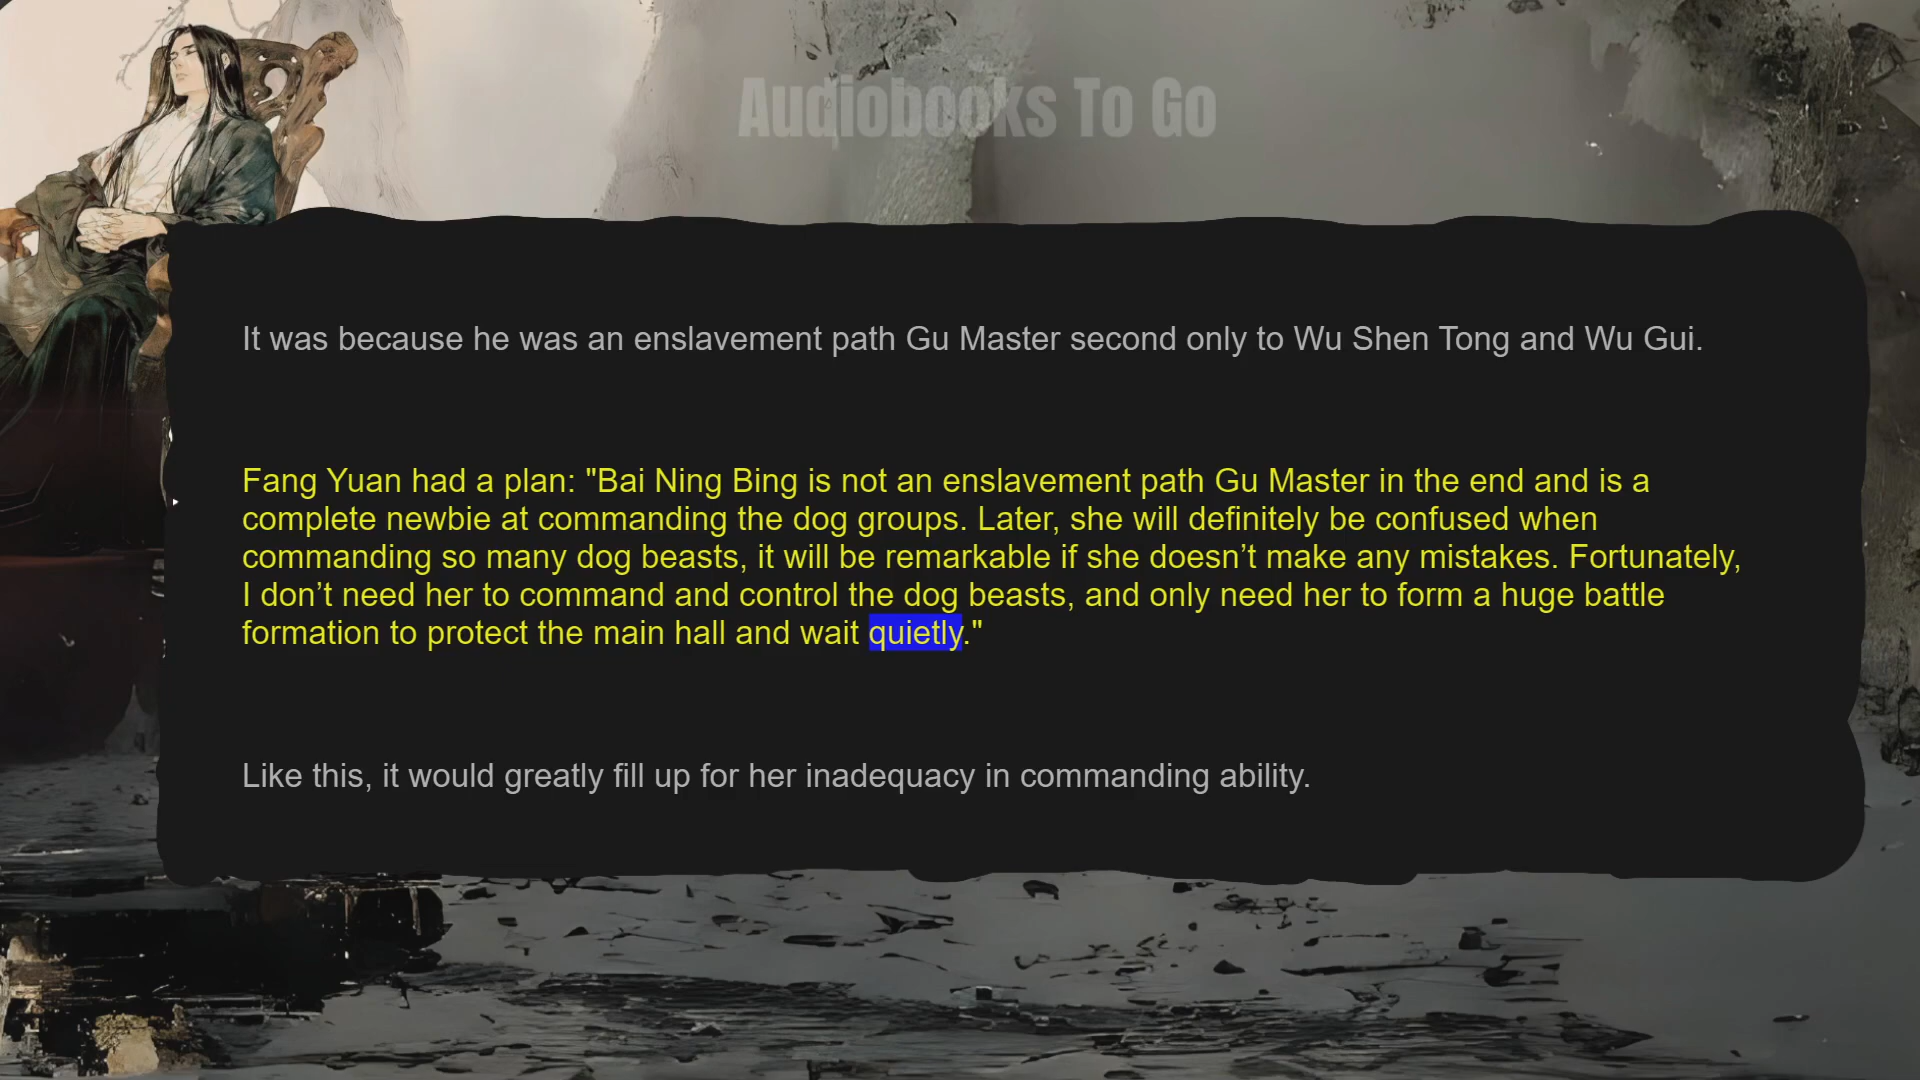 Audiobooks To Go
It was because he was an enslavement path Gu Master second only to Wu Shen Tong and Wu Gui.
Fang Yuan had a plan: "Bai Ning Bing is not an enslavement path Gu Master in the end and is a
complete newbie at commanding the dog groups. Later, she will definitely be confused when
commanding so many dog beasts, it will be remarkable if she doesn’t make any mistakes. Fortunately,
I don’t need her to command and control the dog beasts, and only need her to form a huge battle
formation to protect the main hall and wait quietly."
Like this, it would greatly fill up for her inadequacy in commanding ability.